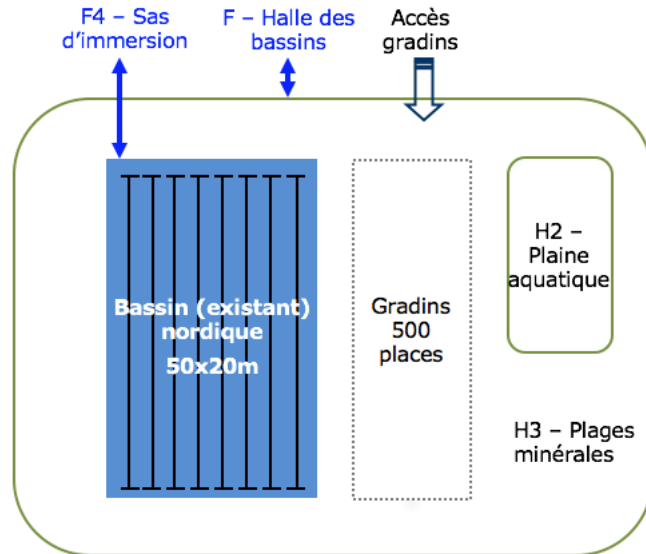 F4 – Sas
d’immersion
F – Halle des
bassins
Accès
gradins
Bassin (existant)
nordique
50x20m
Gradins
500
places
H2 –
Plaine
aquatique
H3 – Plages
minérales